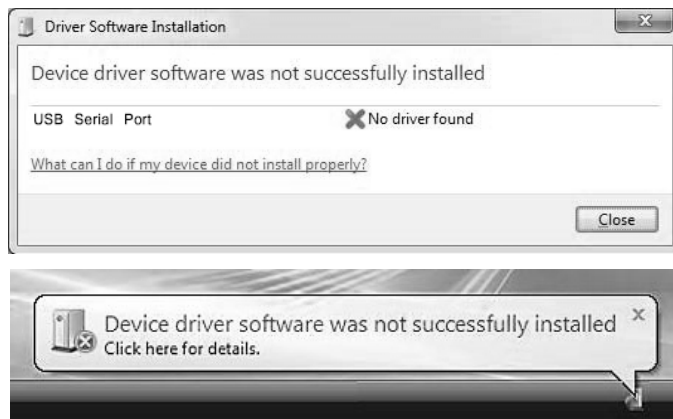 Driver Software Installation
Device driver software was not successfully installed
USB Serial Port
No driver found
What can I do if my device did not install properly?
Close
Device driver software was not successfully installed
Click here for details.